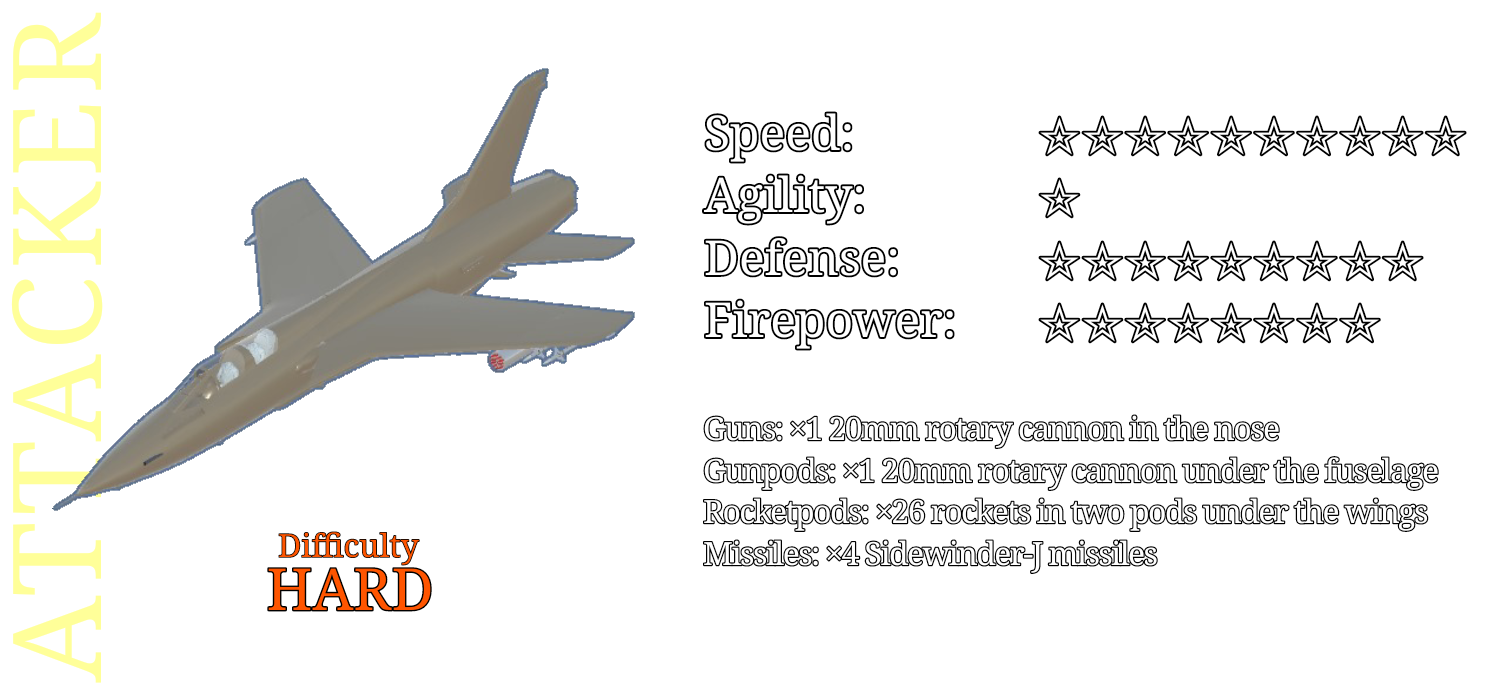 ATTACKER
Speed: ☆☆☆☆☆☆☆☆☆☆
Agility: ☆
Defense: ☆☆☆☆☆☆☆☆☆
Firepower: ☆☆☆☆☆☆☆☆
Guns: ×1 20mm rotary cannon in the nose
Gunpods: ×1 20mm rotary cannon under the fuselage
Rocketpods: ×26 rockets in two pods under the wings
Missiles: ×4 Sidewinder-J missiles
Difficulty
HARD